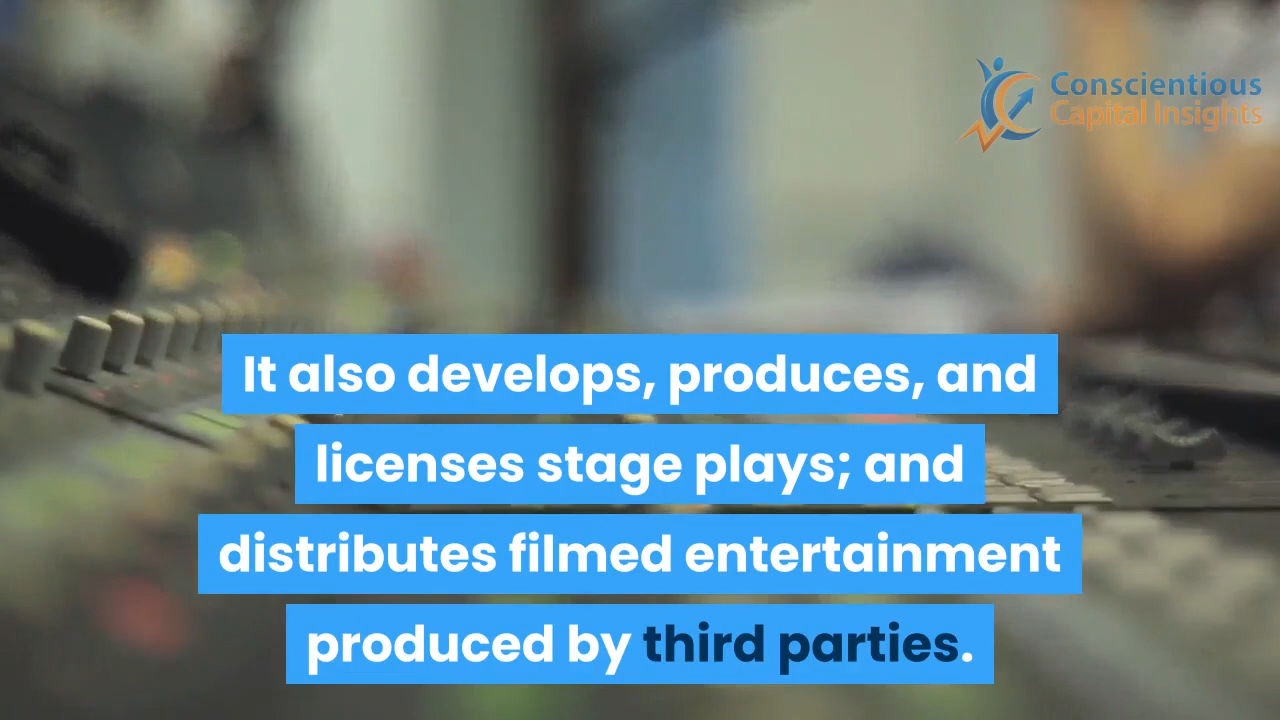 Conscientious
Capital Insights
It also develops, produces, and
licenses stage plays; and
distributes filmed entertainment
produced by third parties.